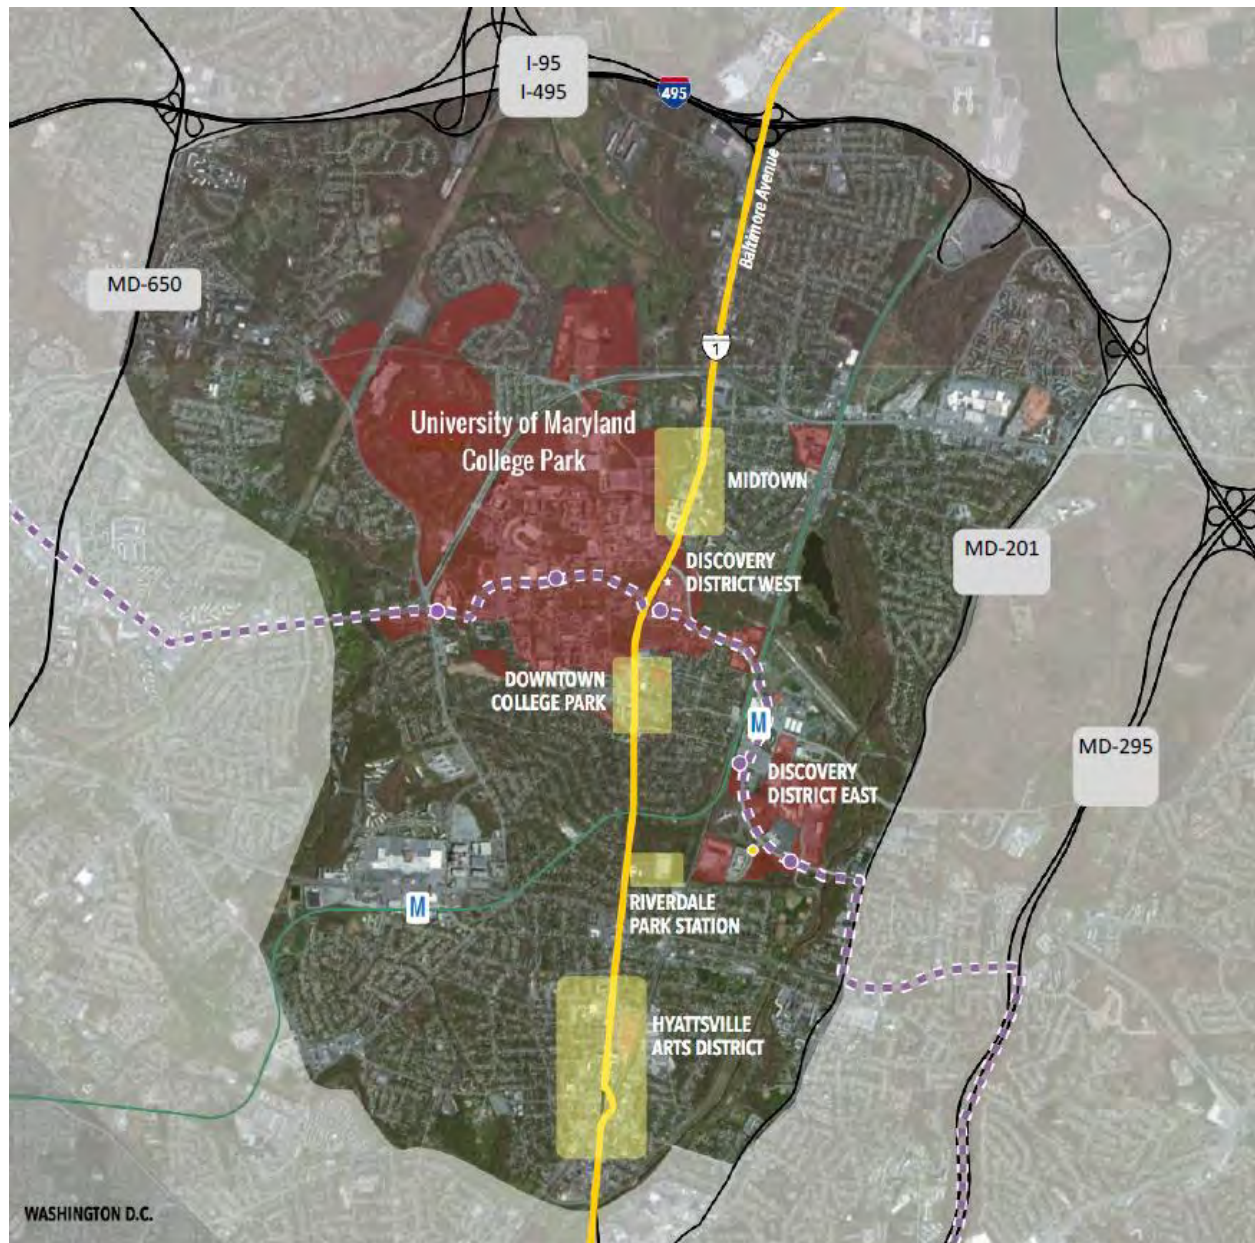 I-95
I-495
495
Baltimore Avenue
MD-650
1
University of Maryland
College Park
MIDTOWN
MD-201
DISCOVERY
DISTRICT WEST
DOWNTOWN
COLLEGE PARK
M
MD-295
DISCOVERY
DISTRICT EAST
M
RIVERDALE
PARK STATION
HYATTSVILLE
ARTS DISTRICT
WASHINGTON D.C.